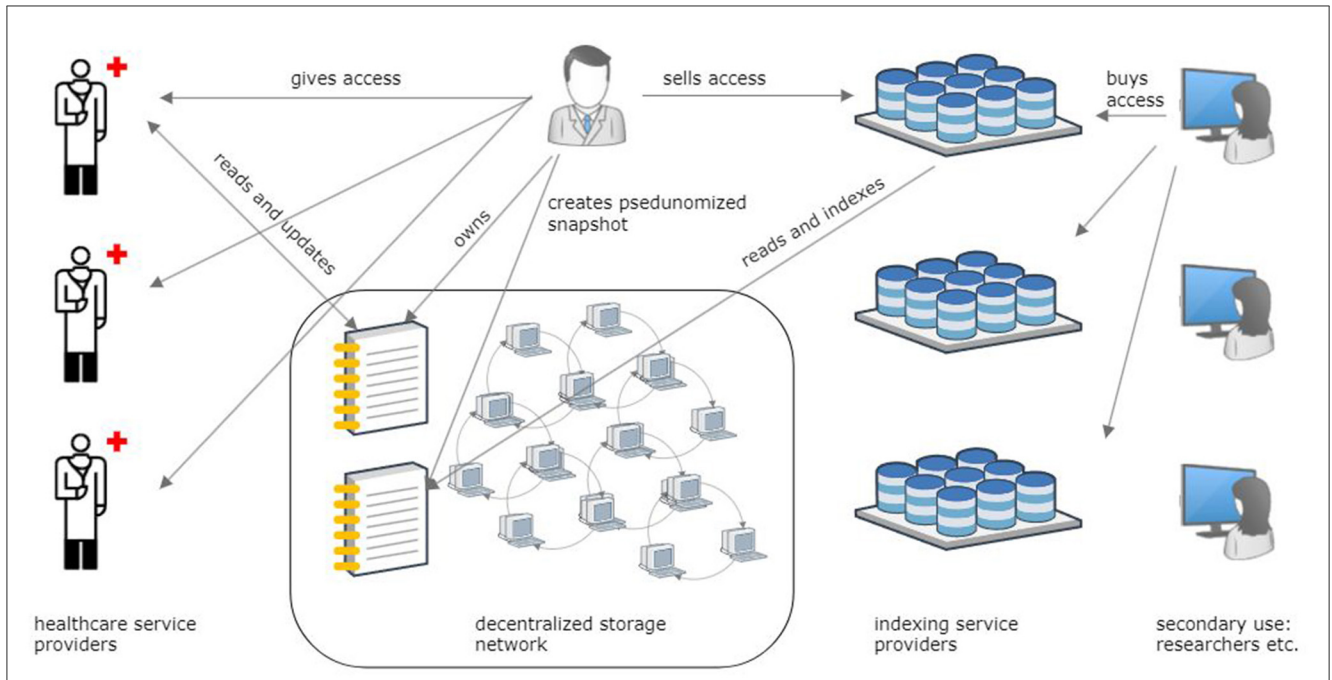 gives access
sells access
buys
access
reads and updates
owns
creates psedunomized
snapshot
reads and indexes
healthcare service
providers
decentralized storage
network
indexing service
providers
secondary use:
researchers etc.